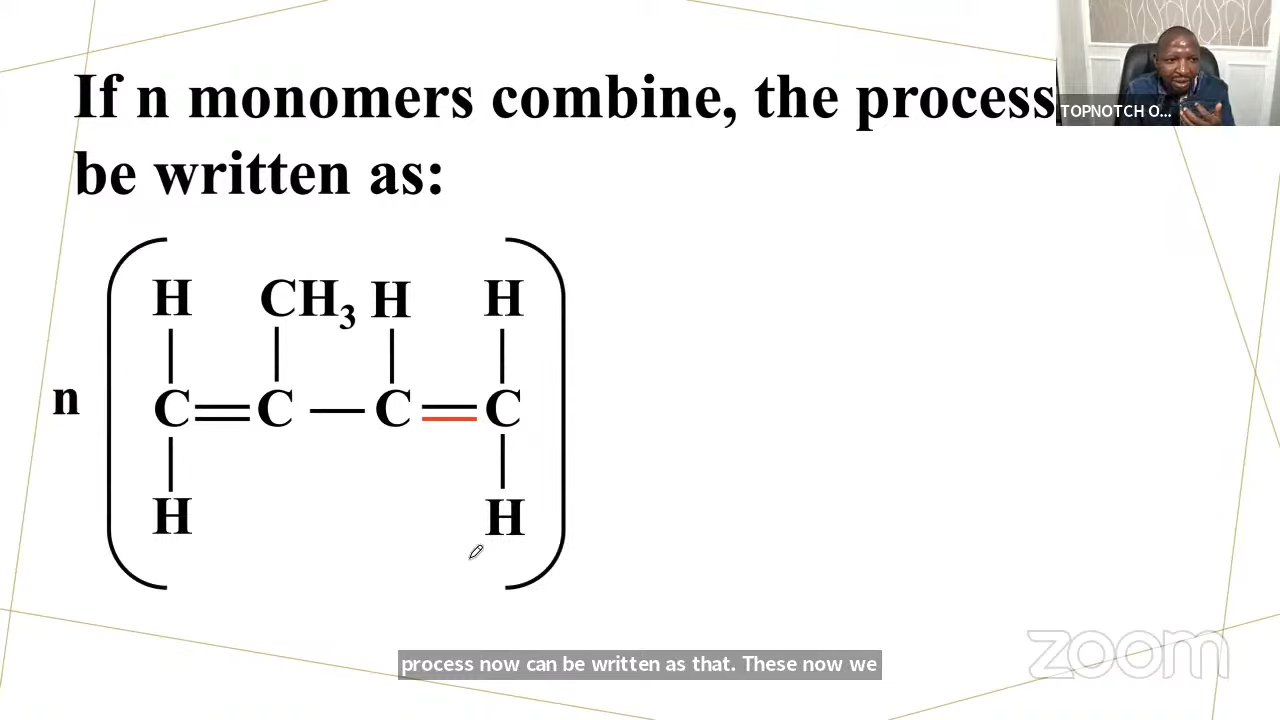 If n monomers combine, the process
be written as:
TOPNOTCH O...
H CH₃ H H
n C C C C
H H
process now can be written as that. These now we
zoom